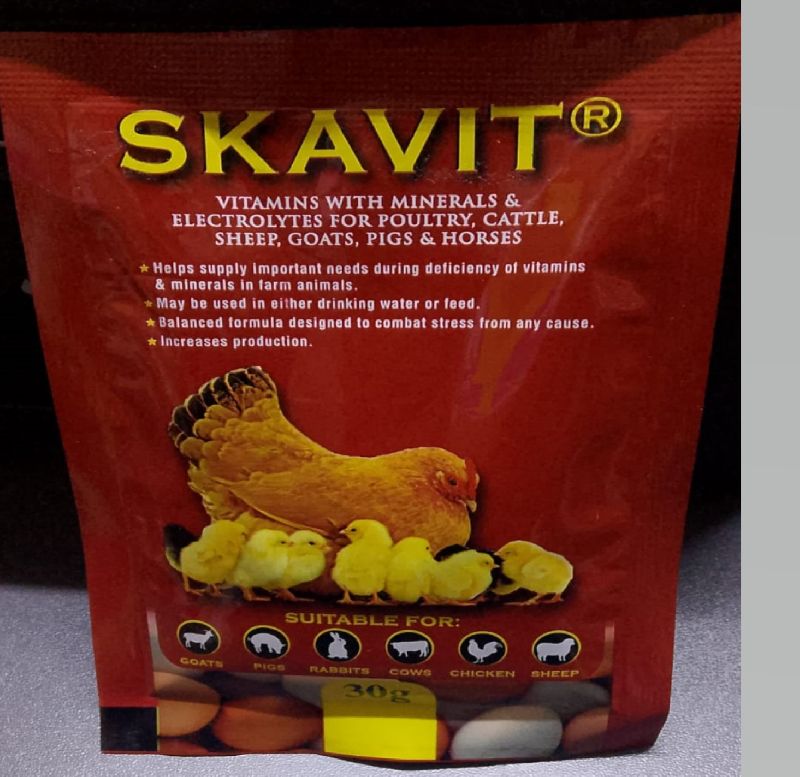 SKAVIT®
VITAMINS WITH MINERALS &
ELECTROLYTES FOR POULTRY, CATTLE,
SHEEP, GOATS, PIGS & HORSES
Helps supply important needs during deficiency of vitamins
& minerals in farm animals.
May be used in either drinking water or feed.
Balanced formula designed to combat stress from any cause.
Increases production.
SUITABLE FOR:
GOATS PIGS RABBITS COWS CHICKEN SHEEP
30g